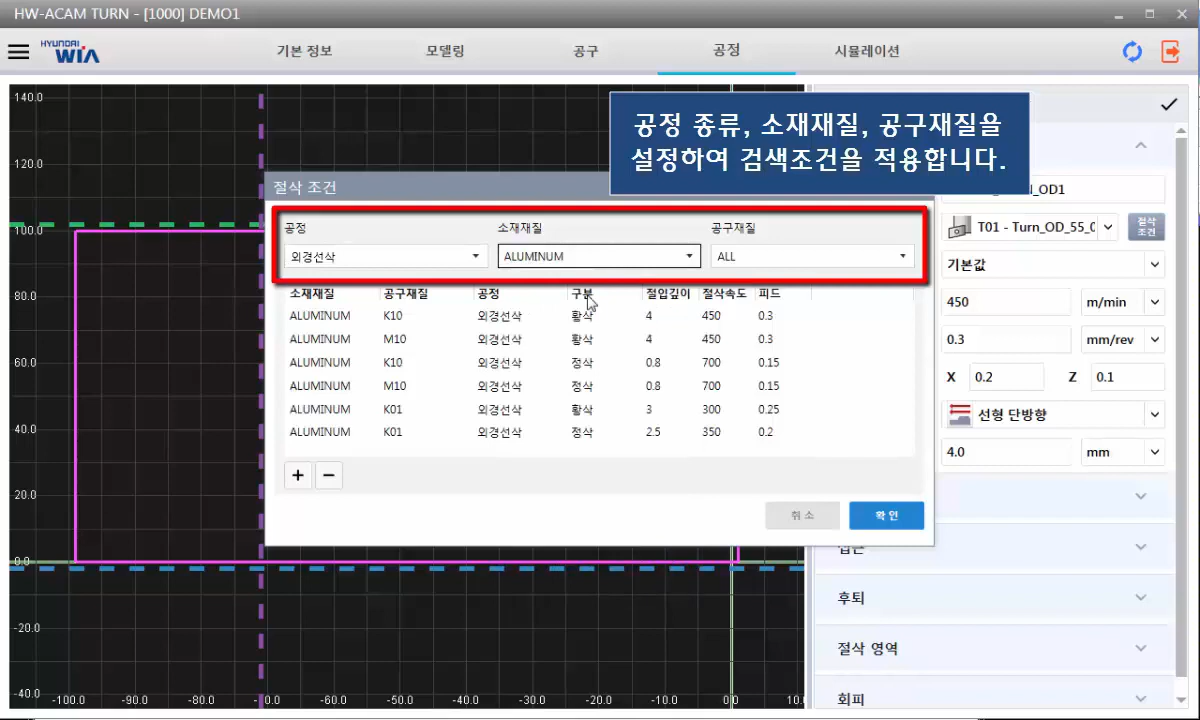 HW-ACAM TURN - [1000] DEMO1
HYUNDAI WIA
기본 정보 모델링 공구 공정 시뮬레이션
공정 종류, 소재재질, 공구재질을
설정하여 검색조건을 적용합니다.
140.0
120.0
100.0
80.0
60.0
40.0
20.0
0.0
-20.0
-40.0
-100.0 -90.0 -80.0 -60.0 -50.0 -40.0 -30.0 -20.0 -10.0 0.0
절삭 조건
공정 소재재질 공구재질
외경선삭 ALUMINUM ALL
소재재질 공구재질 공정 구분 절입깊이 절삭속도 피드
ALUMINUM K10 외경선삭 황삭 4 450 0.3
ALUMINUM M10 외경선삭 황삭 4 450 0.3
ALUMINUM K10 외경선삭 정삭 0.8 700 0.15
ALUMINUM M10 외경선삭 정삭 0.8 700 0.15
ALUMINUM K01 외경선삭 황삭 3 300 0.25
ALUMINUM K01 외경선삭 정삭 2.5 350 0.2
+ −
취소 확인
_OD1
T01 - Turn_OD_55_0
절삭
조건
기본값
450 m/min
0.3 mm/rev
X 0.2 Z 0.1
선형 단방향
4.0 mm
후퇴
절삭 영역
회피